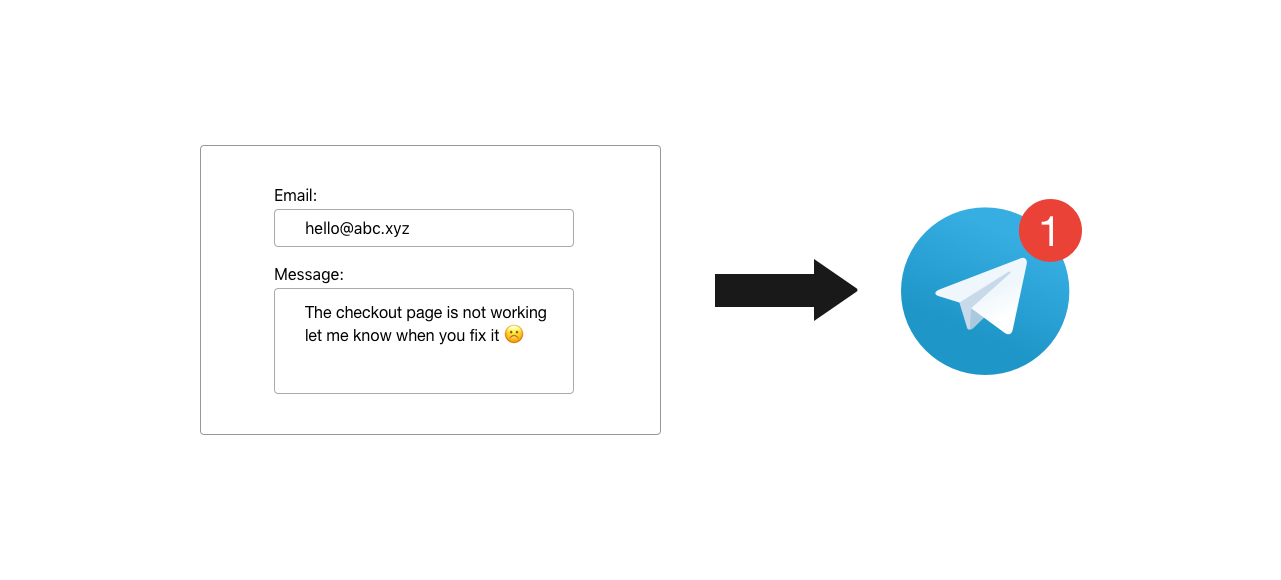 Email:
hello@abc.xyz
Message:
The checkout page is not working
let me know when you fix it ☹️
1